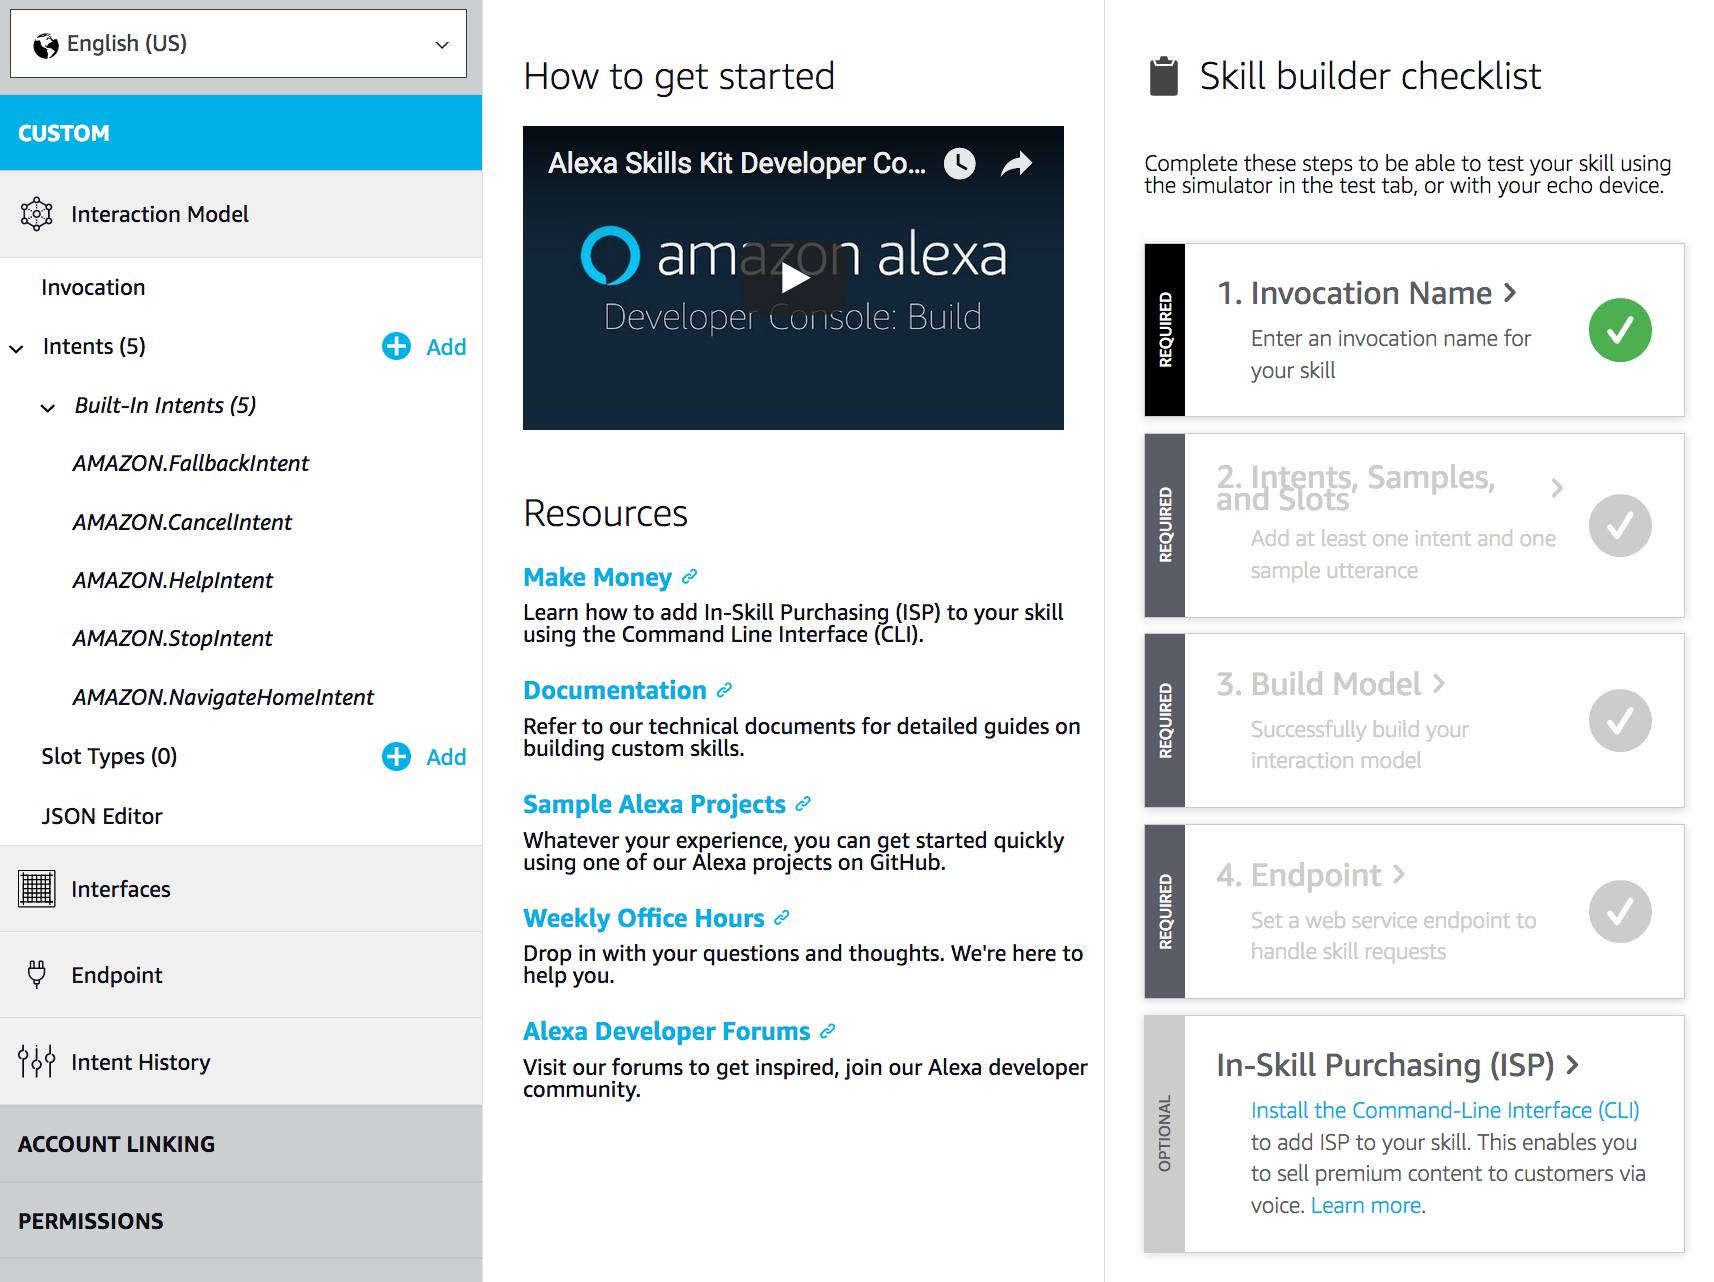 English (US)
CUSTOM
Interaction Model
Invocation
Intents (5)
Add
Built-In Intents (5)
AMAZON.FallbackIntent
AMAZON.CancelIntent
AMAZON.HelpIntent
AMAZON.StopIntent
AMAZON.NavigateHomeIntent
Slot Types (0)
Add
JSON Editor
Interfaces
Endpoint
Intent History
ACCOUNT LINKING
PERMISSIONS
How to get started
Alexa Skills Kit Developer Co...
amazon alexa
Developer Console: Build
Resources
Make Money
Learn how to add In-Skill Purchasing (ISP) to your skill
using the Command Line Interface (CLI).
Documentation
Refer to our technical documents for detailed guides on
building custom skills.
Sample Alexa Projects
Whatever your experience, you can get started quickly
using one of our Alexa projects on GitHub.
Weekly Office Hours
Drop in with your questions and thoughts. We're here to
help you.
Alexa Developer Forums
Visit our forums to get inspired, join our Alexa developer
community.
Skill builder checklist
Complete these steps to be able to test your skill using
the simulator in the test tab, or with your echo device.
REQUIRED
1. Invocation Name
Enter an invocation name for
your skill
REQUIRED
2. Intents, Samples,
and Slots
Add at least one intent and one
sample utterance
REQUIRED
3. Build Model
Successfully build your
interaction model
REQUIRED
4. Endpoint
Set a web service endpoint to
handle skill requests
OPTIONAL
In-Skill Purchasing (ISP)
Install the Command-Line Interface (CLI)
to add ISP to your skill. This enables you
to sell premium content to customers via
voice. Learn more.